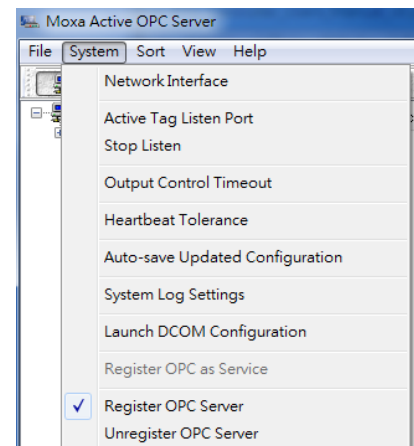 Moxa Active OPC Server
File System Sort View Help
Network Interface
Active Tag Listen Port
Stop Listen
Output Control Timeout
Heartbeat Tolerance
Auto-save Updated Configuration
System Log Settings
Launch DCOM Configuration
Register OPC as Service
Register OPC Server
Unregister OPC Server